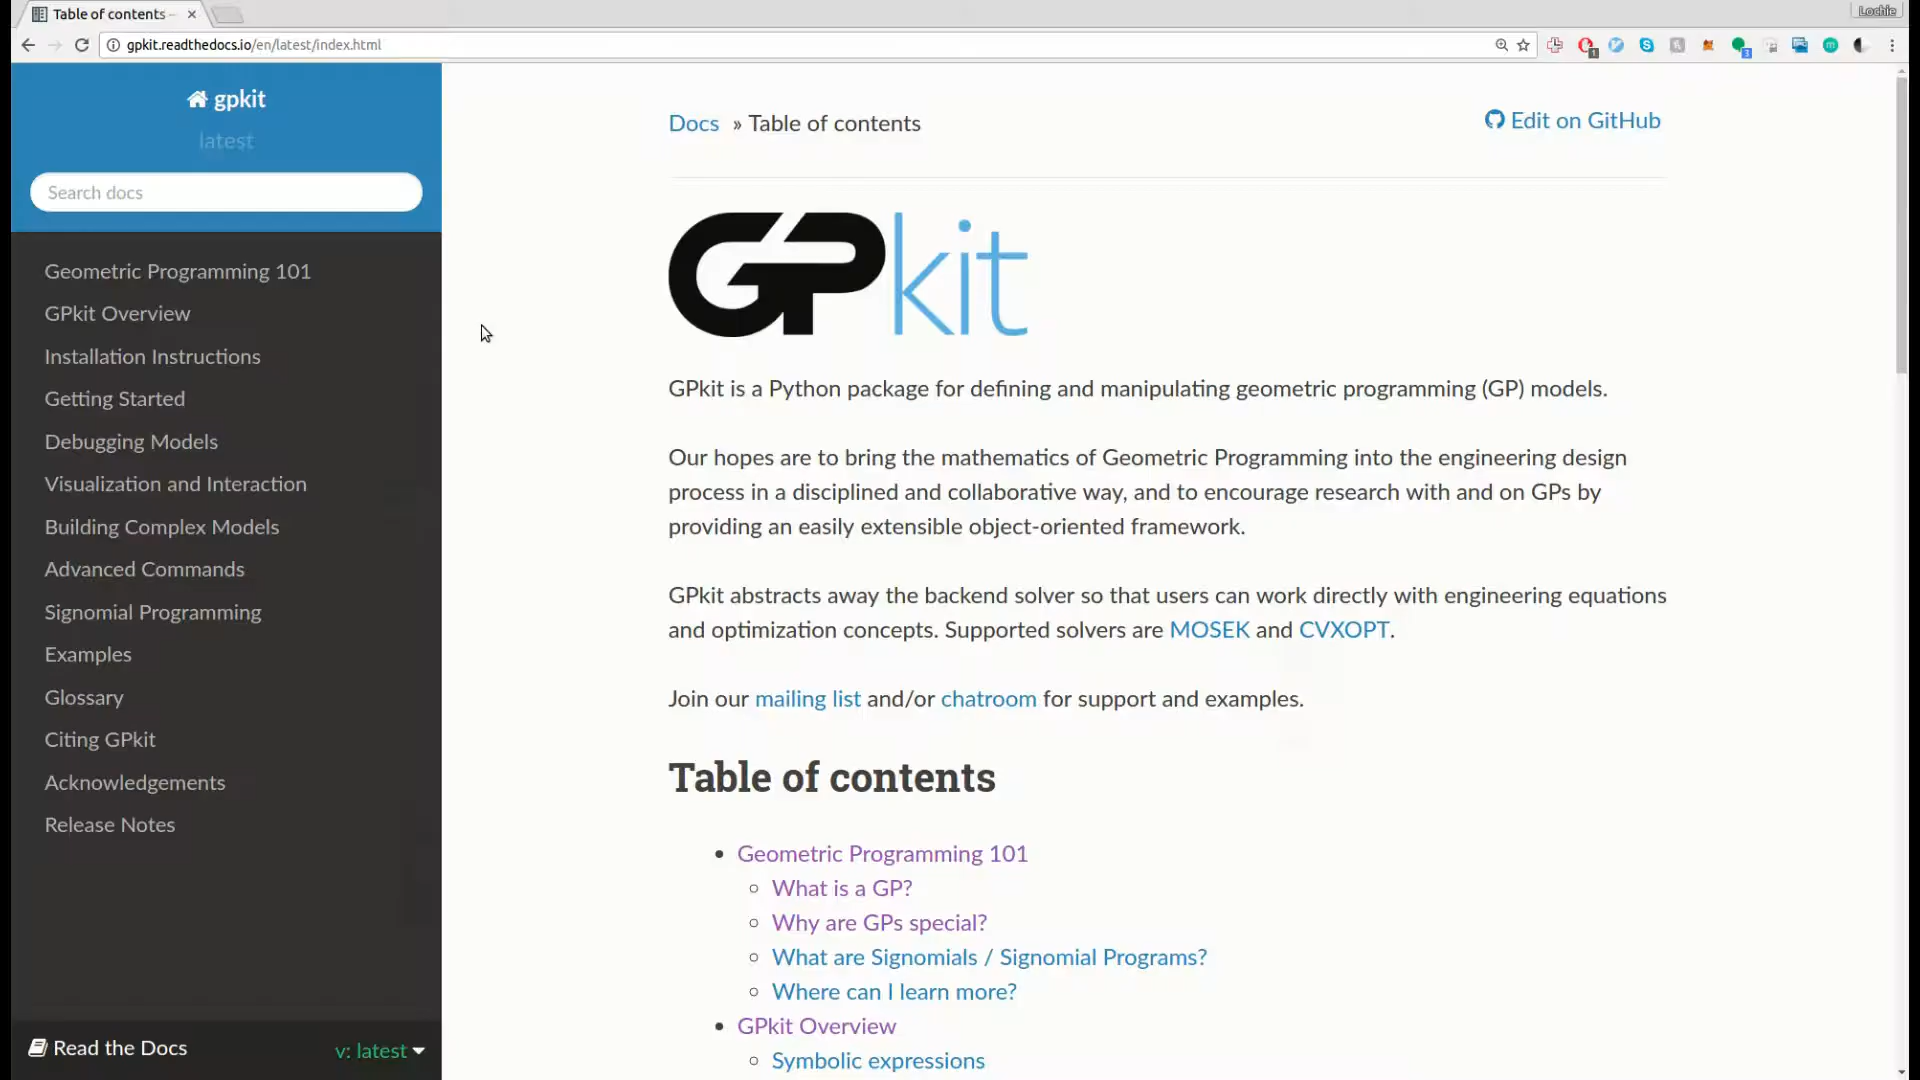 Table of contents –
Lochie
gpkit.readthedocs.io/en/latest/index.html
gpkit
latest
Search docs
Geometric Programming 101
GPkit Overview
Installation Instructions
Getting Started
Debugging Models
Visualization and Interaction
Building Complex Models
Advanced Commands
Signomial Programming
Examples
Glossary
Citing GPkit
Acknowledgements
Release Notes
Read the Docs
v: latest
Docs » Table of contents
Edit on GitHub
GPkit
GPkit is a Python package for defining and manipulating geometric programming (GP) models.
Our hopes are to bring the mathematics of Geometric Programming into the engineering design
process in a disciplined and collaborative way, and to encourage research with and on GPs by
providing an easily extensible object-oriented framework.
GPkit abstracts away the backend solver so that users can work directly with engineering equations
and optimization concepts. Supported solvers are MOSEK and CVXOPT.
Join our mailing list and/or chatroom for support and examples.
Table of contents
• Geometric Programming 101
◦ What is a GP?
◦ Why are GPs special?
◦ What are Signomials / Signomial Programs?
◦ Where can I learn more?
• GPkit Overview
◦ Symbolic expressions